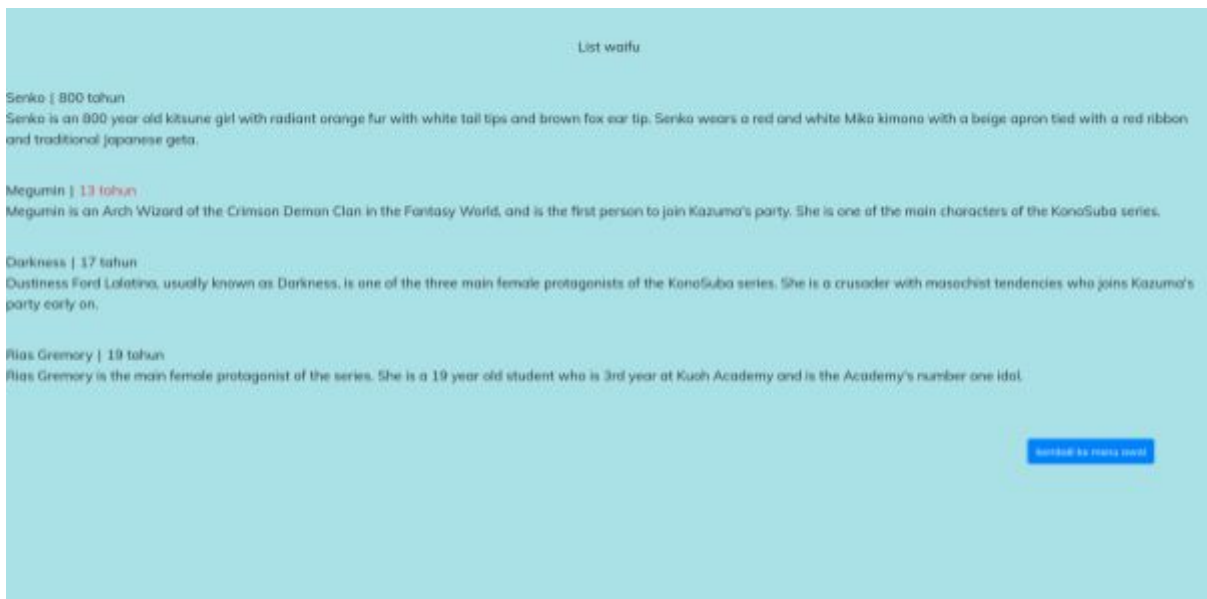 List waifu
Senko | 800 tahun
Senko is an 800 year old kitsune girl with radiant orange fur with white tail tips and brown fox ear tip. Senko wears a red and white Miko kimono with a beige apron tied with a red ribbon
and traditional Japanese geta.
Megumin | 13 tahun
Megumin is an Arch Wizard of the Crimson Demon Clan in the Fantasy World, and is the first person to join Kazuma's party. She is one of the main characters of the KonoSuba series.
Darkness | 17 tahun
Dustiness Ford Lalatina, usually known as Darkness, is one of the three main female protagonists of the KonoSuba series. She is a crusader with masochist tendencies who joins Kazuma's
party early on.
Rias Gremory | 19 tahun
Rias Gremory is the main female protagonist of the series. She is a 19 year old student who is 3rd year at Kuoh Academy and is the Academy's number one idol.
kembali ke menu awal